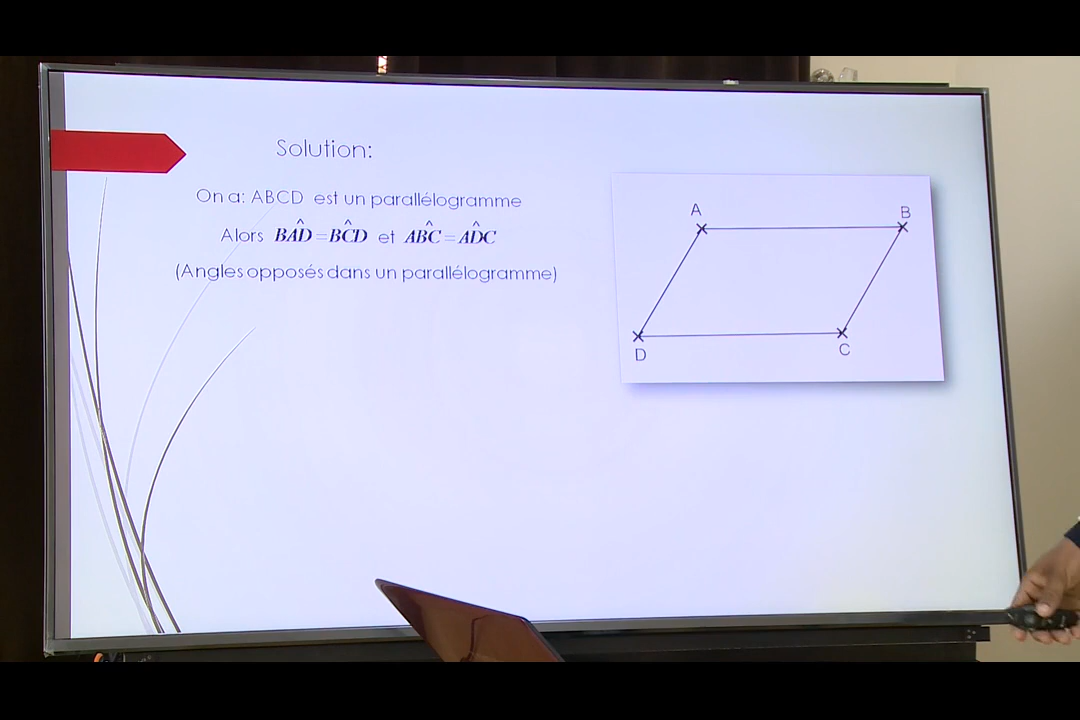 Solution:
On a: ABCD est un parallélogramme
Alors BÂD = BĈD et AB̂C = AD̂C
(Angles opposés dans un parallélogramme)
A
B
D
C